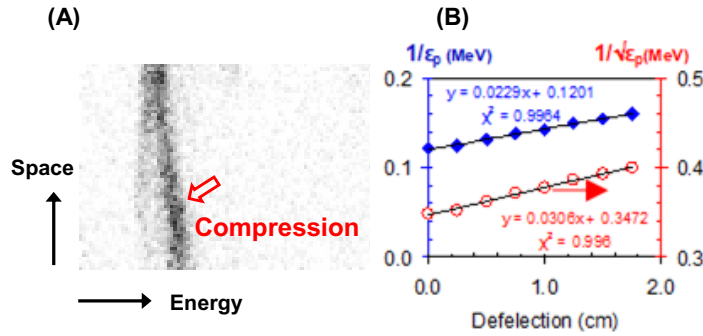 (A)
(B)
1/εp (MeV)
1/√εp(MeV)
0.2
0.5
y = 0.0229x+ 0.1201
χ² = 0.9964
Space
0.1
0.4
Compression
y = 0.0306x+ 0.3472
χ² = 0.996
0.0
0.3
0.0
1.0
2.0
Energy
Defelection (cm)